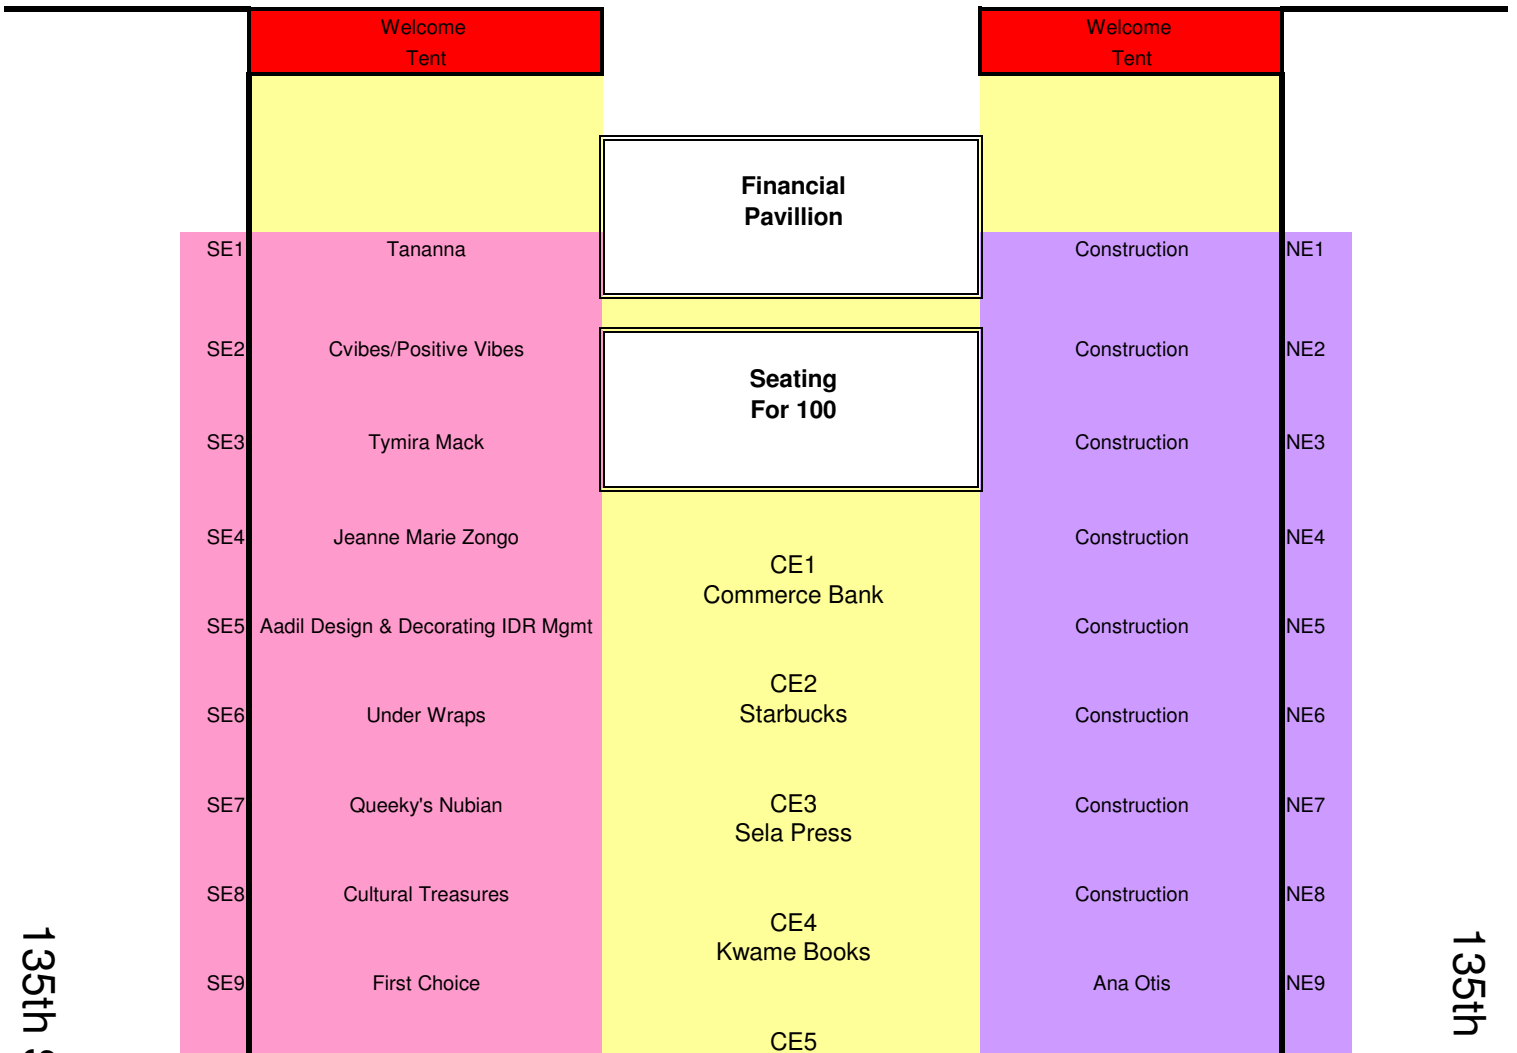 Welcome
Tent
Welcome
Tent
Financial
Pavillion
SE1 Tananna Construction NE1
SE2 Cvibes/Positive Vibes Construction NE2
Seating
For 100
SE3 Tymira Mack Construction NE3
SE4 Jeanne Marie Zongo Construction NE4
CE1
Commerce Bank
SE5 Aadil Design & Decorating IDR Mgmt Construction NE5
CE2
Starbucks
SE6 Under Wraps Construction NE6
SE7 Queeky's Nubian CE3 Construction NE7
Sela Press
SE8 Cultural Treasures Construction NE8
CE4
Kwame Books
SE9 First Choice Ana Otis NE9
CE5
135th
135th